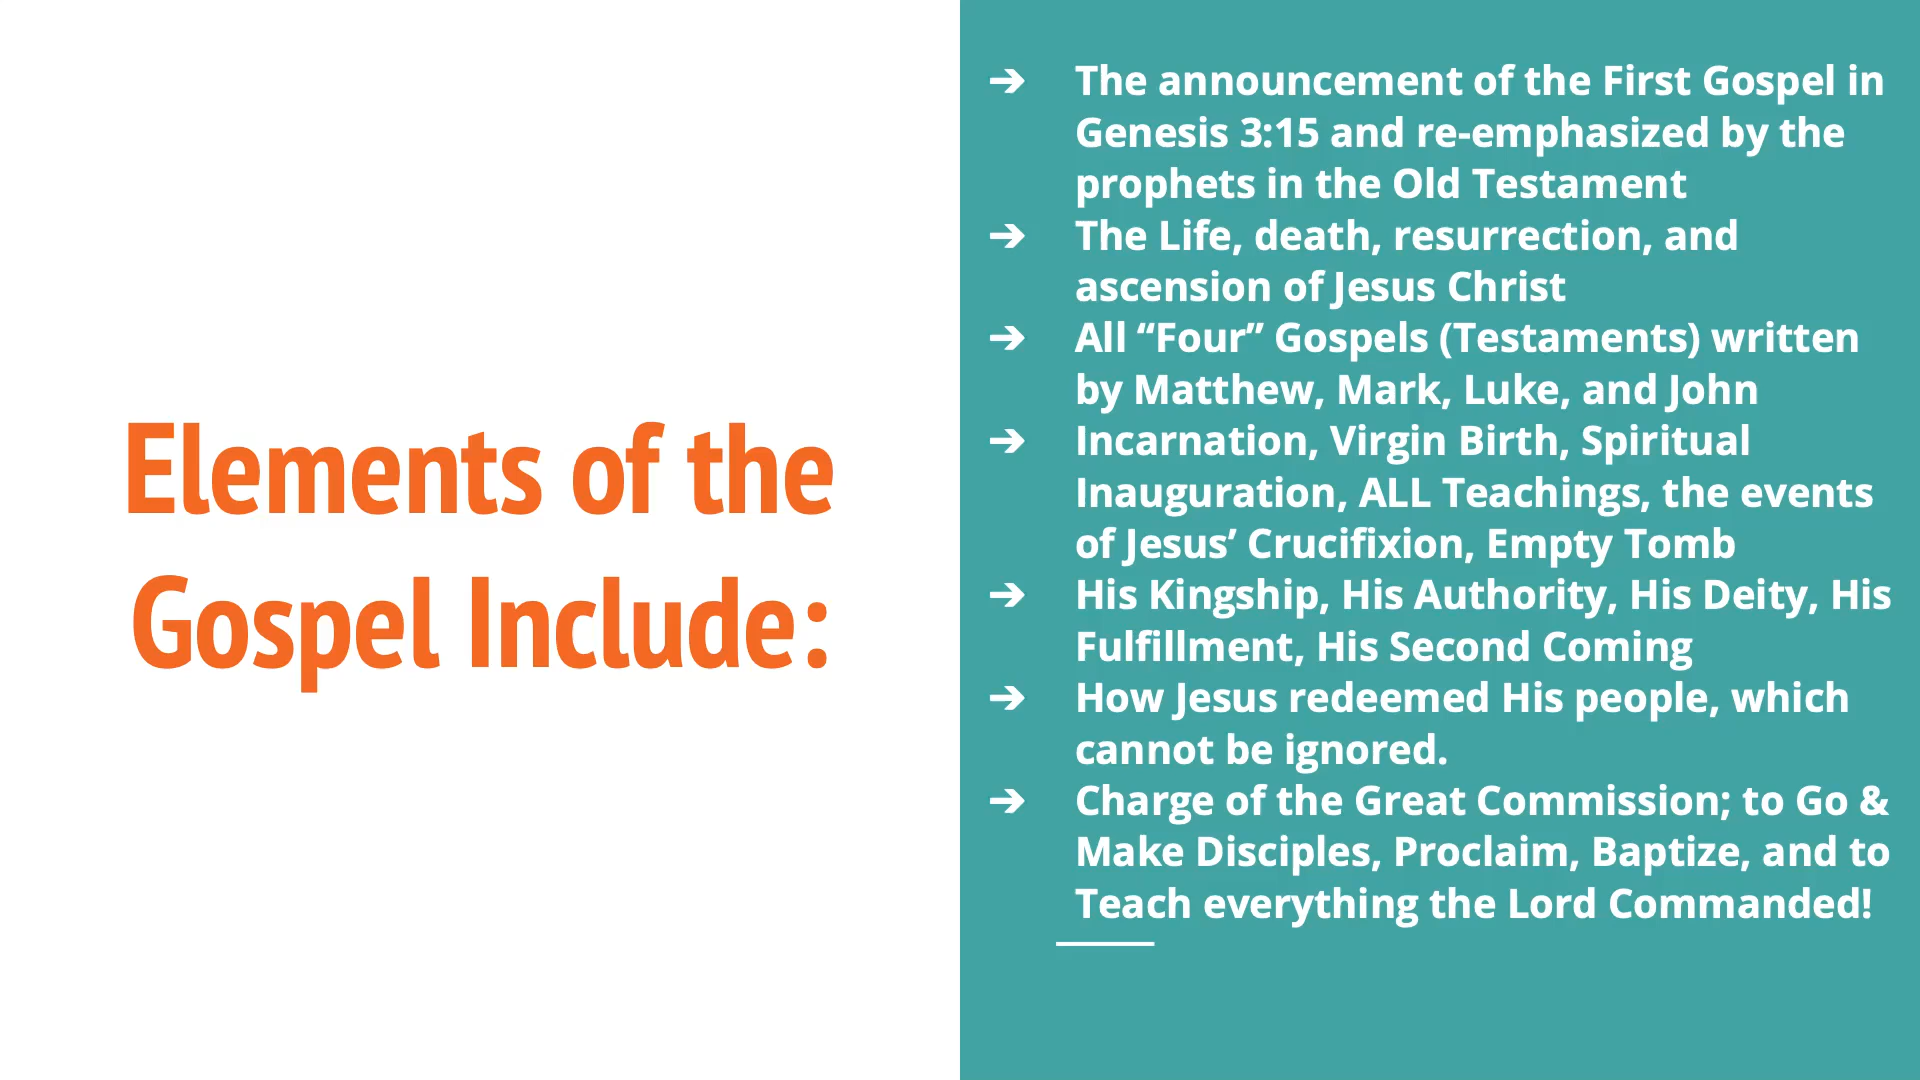 Elements of the
Gospel Include:
➔ The announcement of the First Gospel in
Genesis 3:15 and re-emphasized by the
prophets in the Old Testament
➔ The Life, death, resurrection, and
ascension of Jesus Christ
➔ All “Four” Gospels (Testaments) written
by Matthew, Mark, Luke, and John
➔ Incarnation, Virgin Birth, Spiritual
Inauguration, ALL Teachings, the events
of Jesus’ Crucifixion, Empty Tomb
➔ His Kingship, His Authority, His Deity, His
Fulfillment, His Second Coming
➔ How Jesus redeemed His people, which
cannot be ignored.
➔ Charge of the Great Commission; to Go &
Make Disciples, Proclaim, Baptize, and to
Teach everything the Lord Commanded!